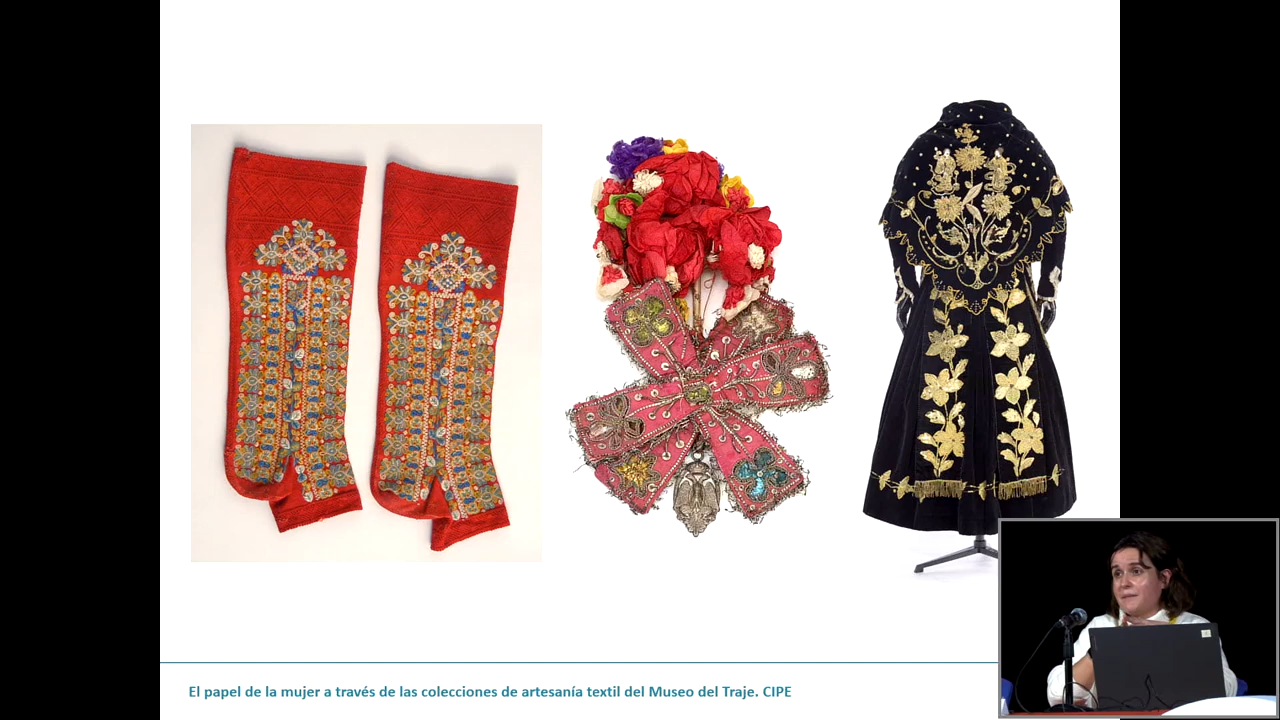 El papel de la mujer a través de las colecciones de artesanía textil del Museo del Traje. CIPE